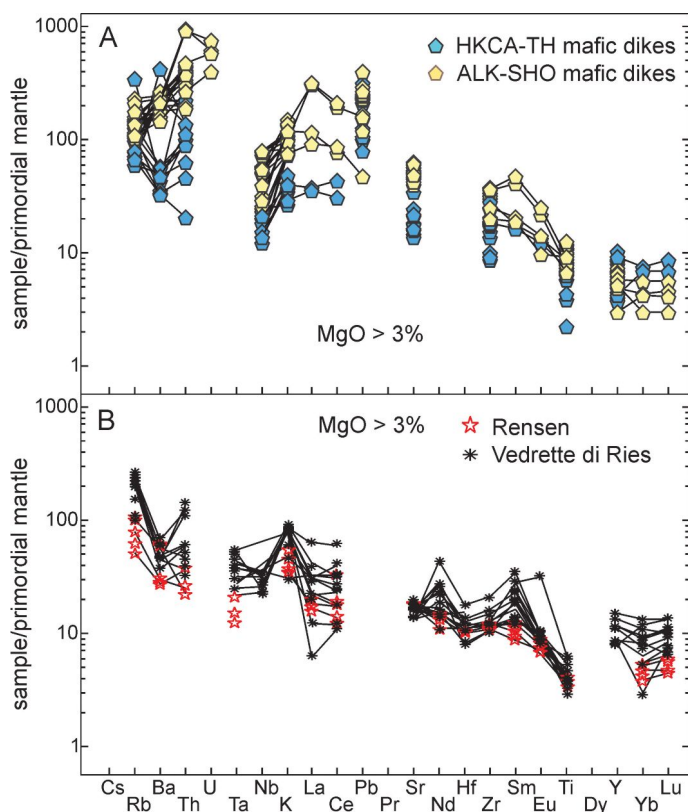 A
HKCA-TH mafic dikes
ALK-SHO mafic dikes
1000
100
10
1
sample/primordial mantle
MgO > 3%
B
MgO > 3%
Rensen
Vedrette di Ries
1000
100
10
1
sample/primordial mantle
Cs Ba U Nb La Pb Sr Hf Sm Ti Y Lu
Rb Th Ta K Ce Pr Nd Zr Eu Dy Yb